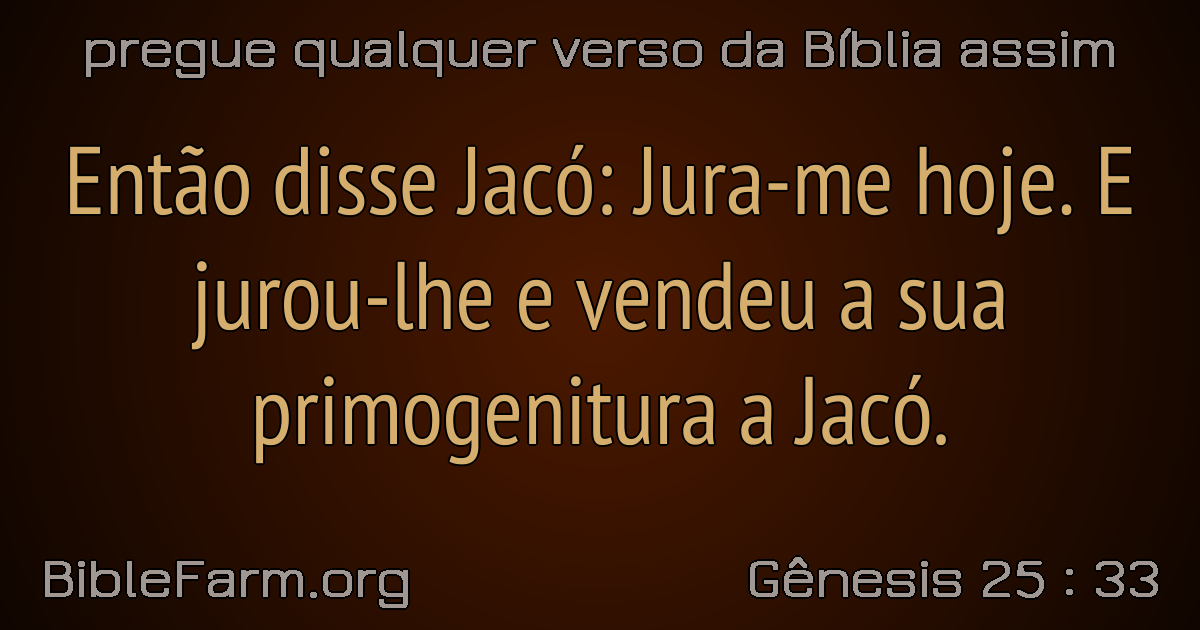 pregue qualquer verso da Bíblia assim
Então disse Jacó: Jura-me hoje. E
jurou-lhe e vendeu a sua
primogenitura a Jacó.
BibleFarm.org
Gênesis 25 : 33